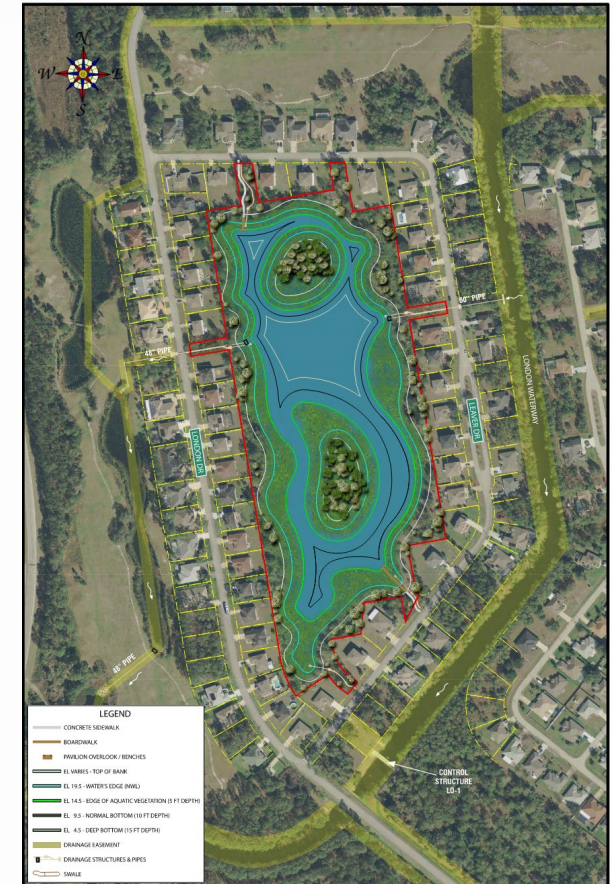 N
W
E
S
60" PIPE
48" PIPE
LONDON WATERWAY
LEAVER DR
LONDON DR
48" PIPE
CONTROL
STRUCTURE
LO-1
LEGEND
CONCRETE SIDEWALK
BOARDWALK
PAVILION OVERLOOK / BENCHES
EL VARIES - TOP OF BANK
EL 19.5 - WATER'S EDGE (NWL)
EL 14.5 - EDGE OF AQUATIC VEGETATION (5 FT DEPTH)
EL 9.5 - NORMAL BOTTOM (10 FT DEPTH)
EL 4.5 - DEEP BOTTOM (15 FT DEPTH)
DRAINAGE EASEMENT
DRAINAGE STRUCTURES & PIPES
SWALE